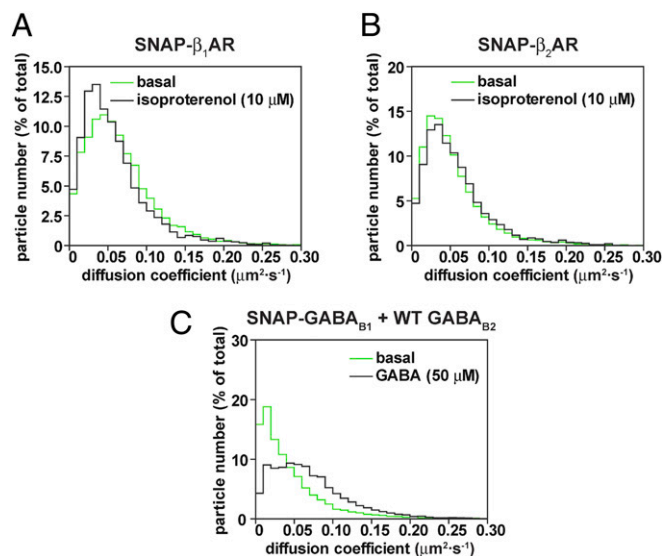 A
SNAP-β₁AR
basal
isoproterenol (10 μM)
particle number (% of total)
15.0
12.5
10.0
7.5
5.0
2.5
0
0 0.05 0.10 0.15 0.20 0.25 0.30
diffusion coefficient (μm²·s⁻¹)
B
SNAP-β₂AR
basal
isoproterenol (10 μM)
particle number (% of total)
20
15
10
5
0
0 0.05 0.10 0.15 0.20 0.25 0.30
diffusion coefficient (μm²·s⁻¹)
C
SNAP-GABA_B1 + WT GABA_B2
basal
GABA (50 μM)
particle number (% of total)
30
20
10
0
0 0.05 0.10 0.15 0.20 0.25 0.30
diffusion coefficient (μm²·s⁻¹)